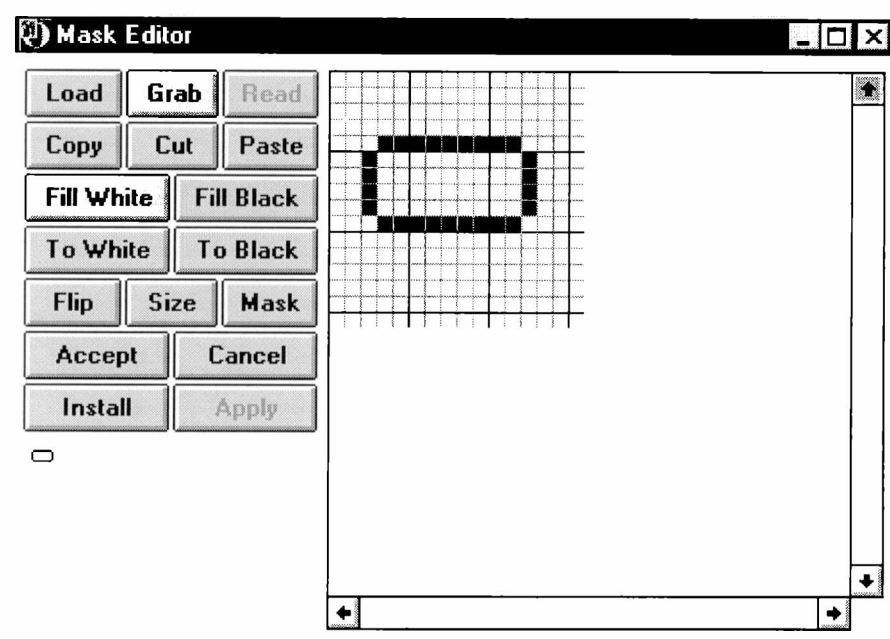 Mask Editor
Load Grab Read
Copy Cut Paste
Fill White Fill Black
To White To Black
Flip Size Mask
Accept Cancel
Install Apply